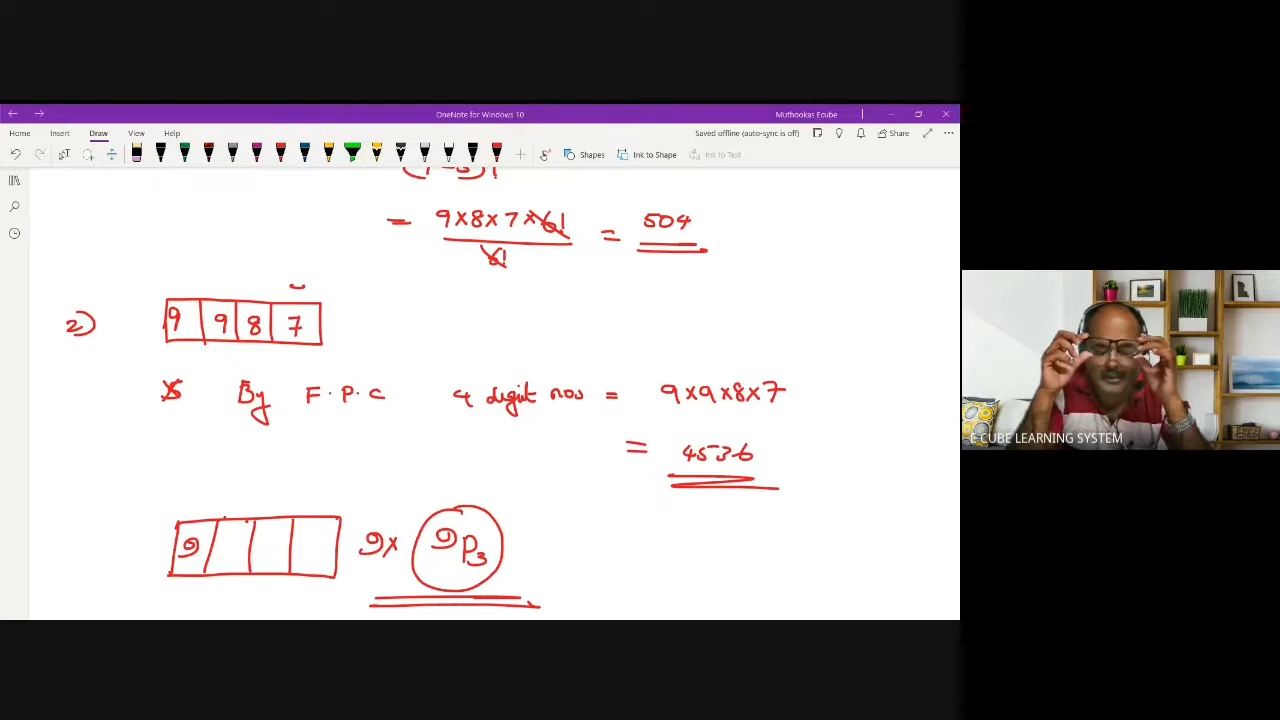 OneNote for Windows 10
Muthookas Ecube
Home Insert Draw View Help
Saved offline (auto-sync is off)
Share
Shapes
Ink to Shape
Ink to Text
= 9×8×7×6! / 6! = 504
2) 9 9 8 7
By F.P.C 4 digit nos = 9×9×8×7
= 4536
9 9× 9P3
E CUBE LEARNING SYSTEM